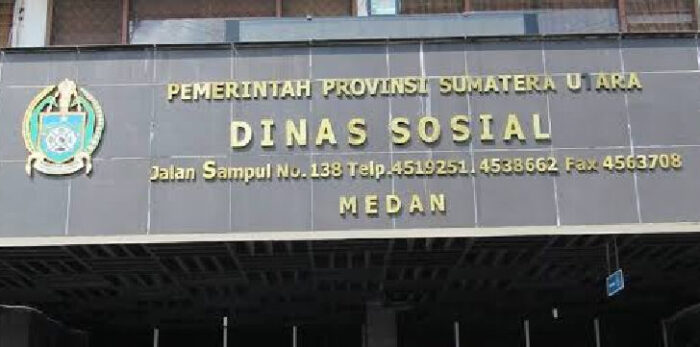 PEMERINTAH PROVINSI SUMATERA U ARA
DINAS SOSIAL
Jalan Sampul No. 138 Telp.4519251. 4538662 Fax 4563708
MEDAN